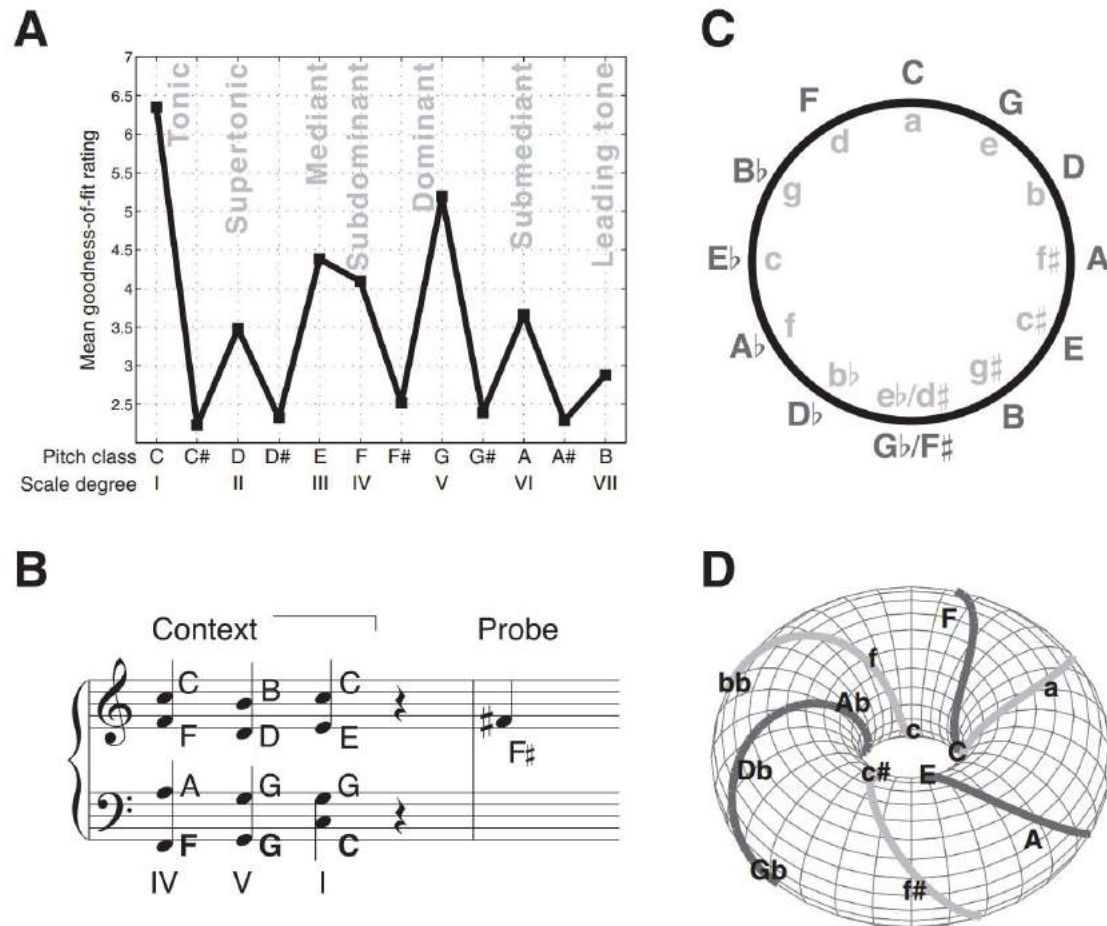 A
7
6.5
6
5.5
5
4.5
4
3.5
3
2.5
Mean goodness-of-fit rating
Tonic
Supertonic
Mediant
Subdominant
Dominant
Submediant
Leading tone
Pitch class C C# D D# E F F# G G# A A# B
Scale degree I II III IV V VI VII
B
Context Probe
C B C
F D E F♯
A G G
F G C
IV V I
C
C
F G
a
d e
B♭ D
g b
E♭ c f♯ A
f c♯
A♭ E
b♭ g♯
e♭/d♯
D♭ B
G♭/F♯
D
F
f
bb a
Ab
c
C
Db c# E
A
Gb
f#